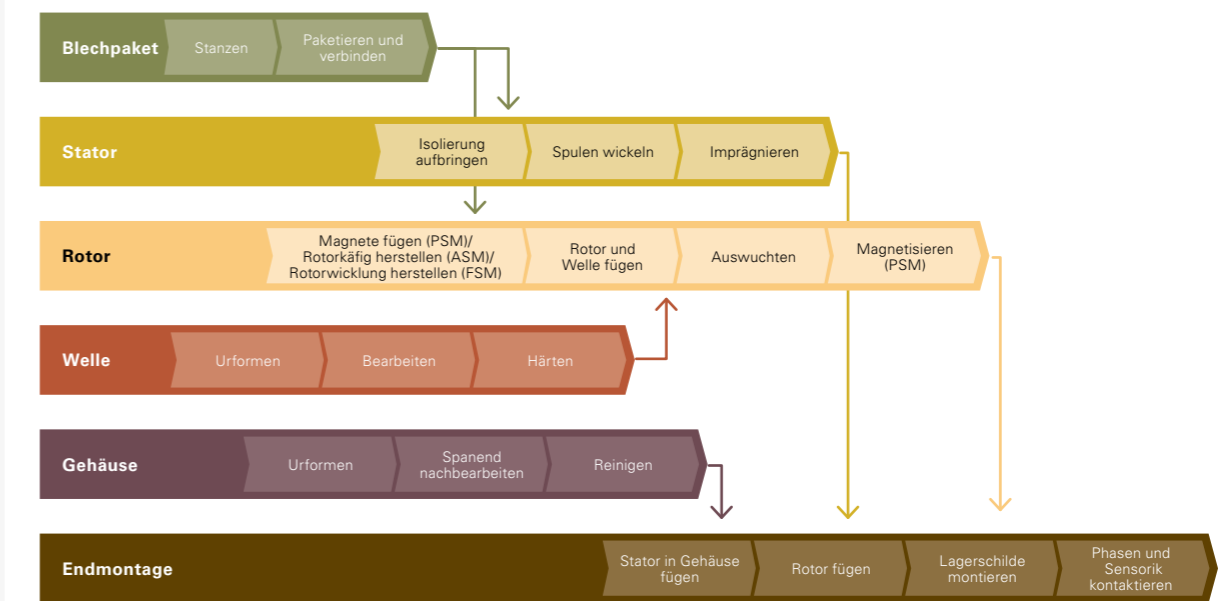 Blechpaket
Stanzen
Paketieren und
verbinden
Stator
Isolierung
aufbringen
Spulen wickeln
Imprägnieren
Rotor
Magnete fügen (PSM)/
Rotorkäfig herstellen (ASM)/
Rotorwicklung herstellen (FSM)
Rotor und
Welle fügen
Auswuchten
Magnetisieren
(PSM)
Welle
Urformen
Bearbeiten
Härten
Gehäuse
Urformen
Spanend
nachbearbeiten
Reinigen
Endmontage
Stator in Gehäuse
fügen
Rotor fügen
Lagerschilde
montieren
Phasen und
Sensorik
kontaktieren